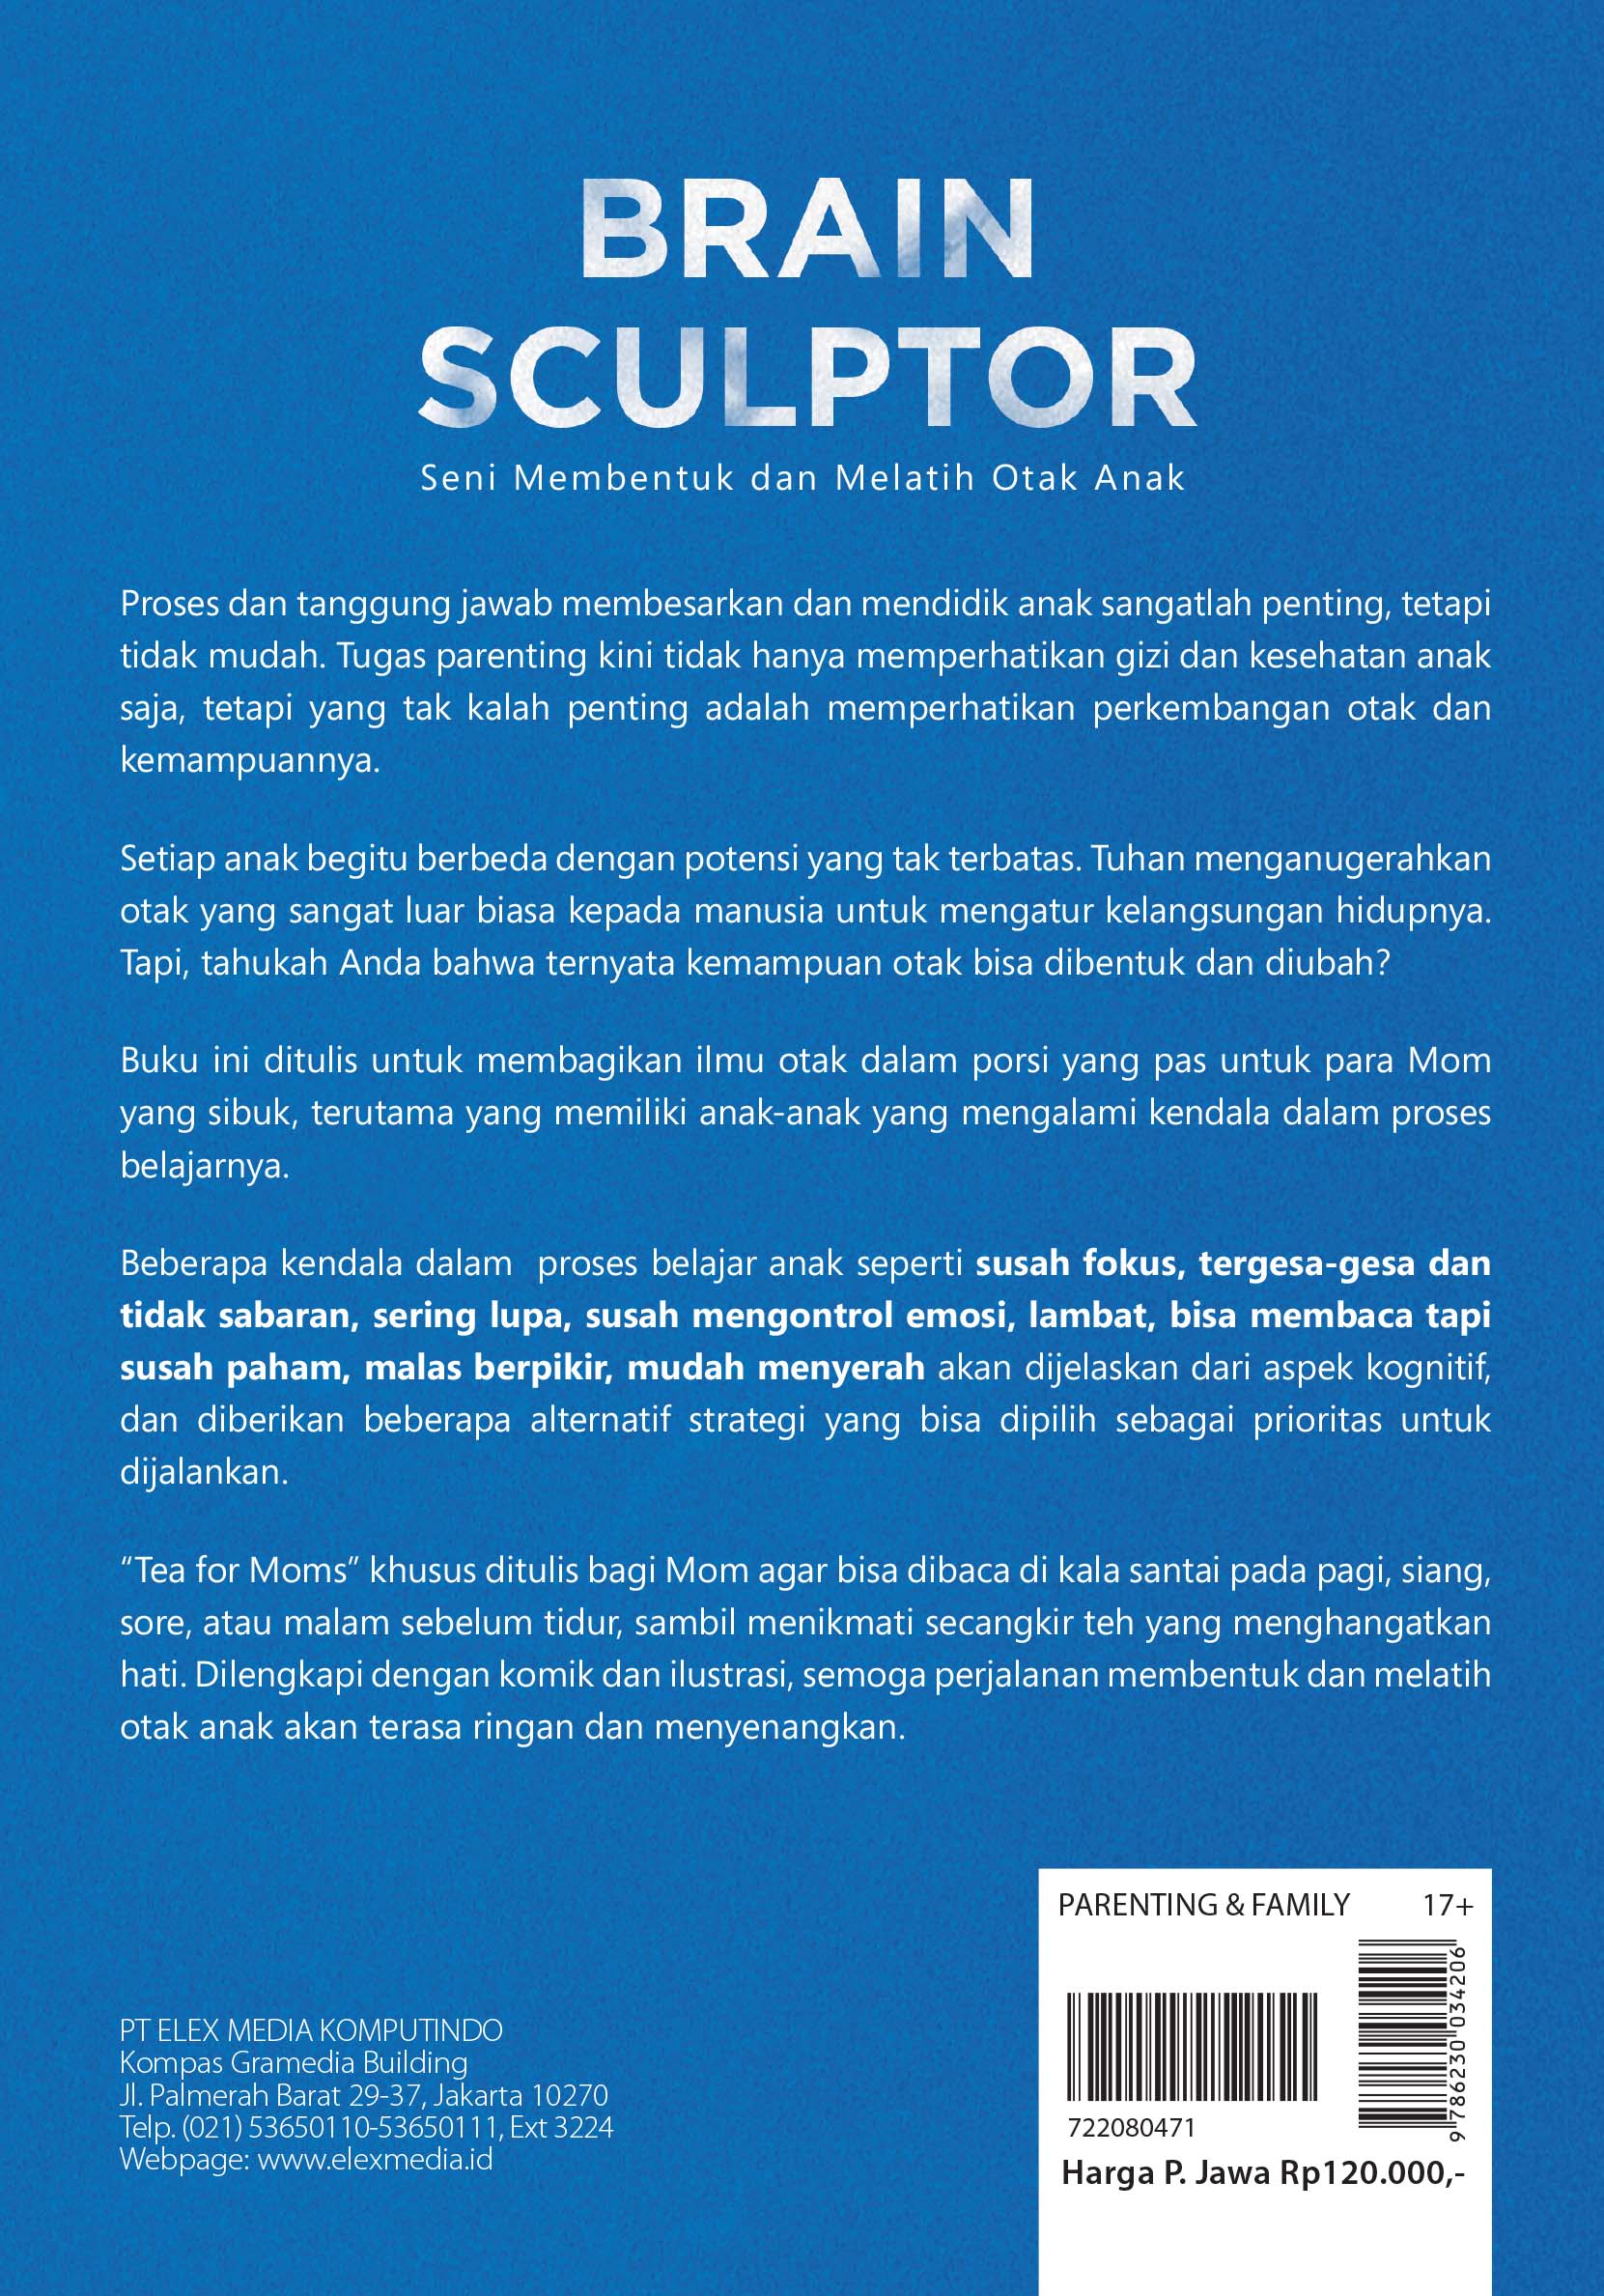 BRAIN
SCULPTOR
Seni Membentuk dan Melatih Otak Anak
Proses dan tanggung jawab membesarkan dan mendidik anak sangatlah penting, tetapi
tidak mudah. Tugas parenting kini tidak hanya memperhatikan gizi dan kesehatan anak
saja, tetapi yang tak kalah penting adalah memperhatikan perkembangan otak dan
kemampuannya.
Setiap anak begitu berbeda dengan potensi yang tak terbatas. Tuhan menganugerahkan
otak yang sangat luar biasa kepada manusia untuk mengatur kelangsungan hidupnya.
Tapi, tahukah Anda bahwa ternyata kemampuan otak bisa dibentuk dan diubah?
Buku ini ditulis untuk membagikan ilmu otak dalam porsi yang pas untuk para Mom
yang sibuk, terutama yang memiliki anak-anak yang mengalami kendala dalam proses
belajarnya.
Beberapa kendala dalam proses belajar anak seperti susah fokus, tergesa-gesa dan
tidak sabaran, sering lupa, susah mengontrol emosi, lambat, bisa membaca tapi
susah paham, malas berpikir, mudah menyerah akan dijelaskan dari aspek kognitif,
dan diberikan beberapa alternatif strategi yang bisa dipilih sebagai prioritas untuk
dijalankan.
“Tea for Moms” khusus ditulis bagi Mom agar bisa dibaca di kala santai pada pagi, siang,
sore, atau malam sebelum tidur, sambil menikmati secangkir teh yang menghangatkan
hati. Dilengkapi dengan komik dan ilustrasi, semoga perjalanan membentuk dan melatih
otak anak akan terasa ringan dan menyenangkan.
PT ELEX MEDIA KOMPUTINDO
Kompas Gramedia Building
Jl. Palmerah Barat 29-37, Jakarta 10270
Telp. (021) 53650110-53650111, Ext 3224
Webpage: www.elexmedia.id
PARENTING & FAMILY 17+
722080471
9 786230 034206
Harga P. Jawa Rp120.000,-